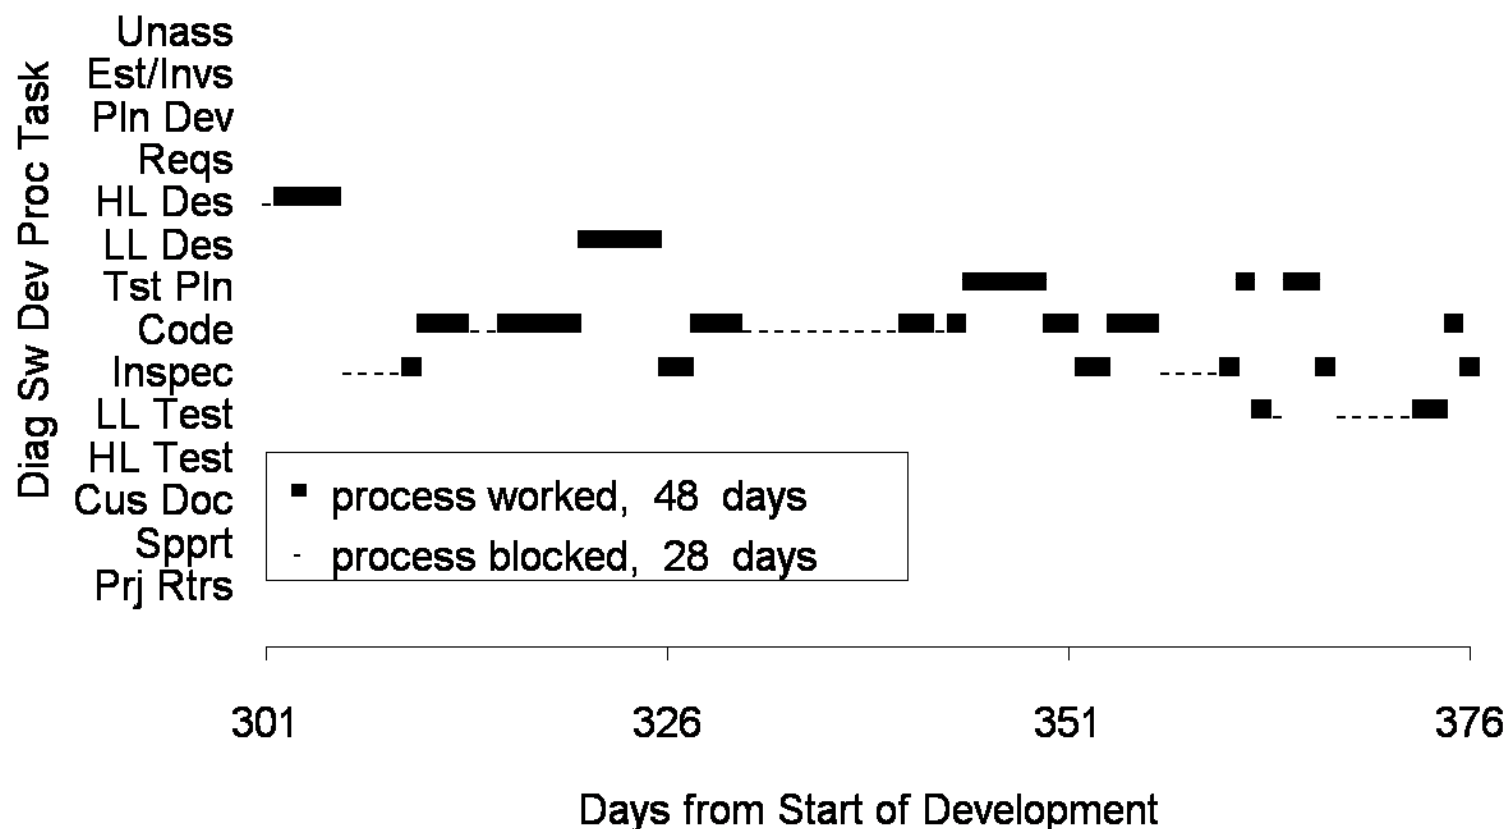 Diag Sw Dev Proc Task
Unass
Est/Invs
Pln Dev
Reqs
HL Des
LL Des
Tst Pln
Code
Inspec
LL Test
HL Test
Cus Doc
Spprt
Prj Rtrs
process worked, 48 days
process blocked, 28 days
301 326 351 376
Days from Start of Development